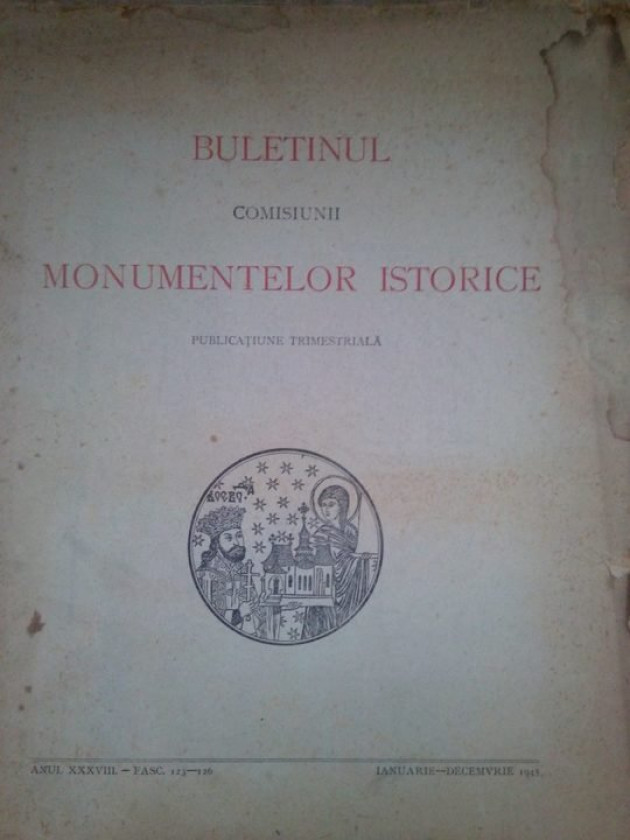 BULETINUL
COMISIUNII
MONUMENTELOR ISTORICE
PUBLICAȚIUNE TRIMESTRIALĂ
ANUL XXXVIII. — FASC. 123—126
IANUARIE—DECEMVRIE